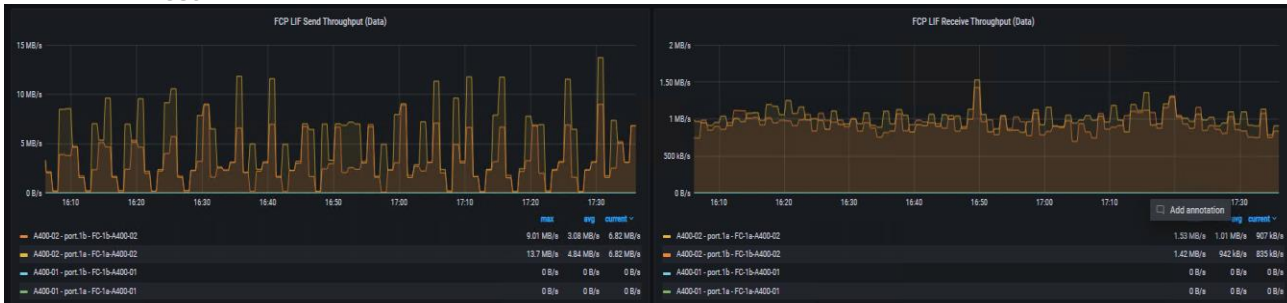 FCP LIF Send Throughput (Data)
15 MB/s
10 MB/s
5 MB/s
0 B/s
16:10 16:20 16:30 16:40 16:50 17:00 17:10 17:20 17:30
max avg current
A400-02 - port.1b - FC-1b-A400-02 9.01 MB/s 3.08 MB/s 6.82 MB/s
A400-02 - port.1a - FC-1a-A400-02 13.7 MB/s 4.84 MB/s 6.82 MB/s
A400-01 - port.1b - FC-1b-A400-01 0 B/s 0 B/s 0 B/s
A400-01 - port.1a - FC-1a-A400-01 0 B/s 0 B/s 0 B/s
FCP LIF Receive Throughput (Data)
2 MB/s
1.50 MB/s
1 MB/s
500 kB/s
0 B/s
16:10 16:20 16:30 16:40 16:50 17:00 17:10 17:30
Add annotation
avg current
A400-02 - port.1a - FC-1a-A400-02 1.53 MB/s 1.01 MB/s 907 kB/s
A400-02 - port.1b - FC-1b-A400-02 1.42 MB/s 942 kB/s 835 kB/s
A400-01 - port.1b - FC-1b-A400-01 0 B/s 0 B/s 0 B/s
A400-01 - port.1a - FC-1a-A400-01 0 B/s 0 B/s 0 B/s